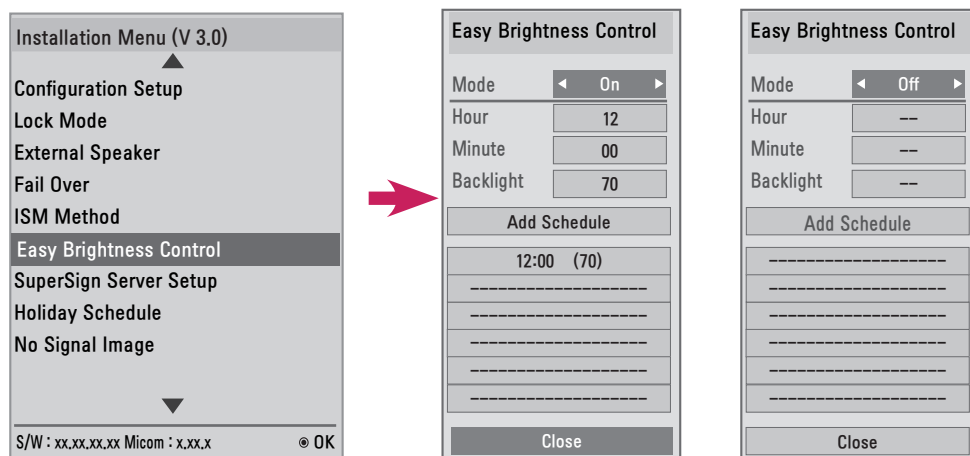 Installation Menu (V 3.0)
Configuration Setup
Lock Mode
External Speaker
Fail Over
ISM Method
Easy Brightness Control
SuperSign Server Setup
Holiday Schedule
No Signal Image
S/W : xx.xx.xx.xx Micom : x.xx.x ◉ OK
Easy Brightness Control
Mode ◀ On ▶
Hour 12
Minute 00
Backlight 70
Add Schedule
12:00 (70)
-------------------
-------------------
-------------------
-------------------
-------------------
Close
Easy Brightness Control
Mode ◀ Off ▶
Hour --
Minute --
Backlight --
Add Schedule
-------------------
-------------------
-------------------
-------------------
-------------------
-------------------
Close